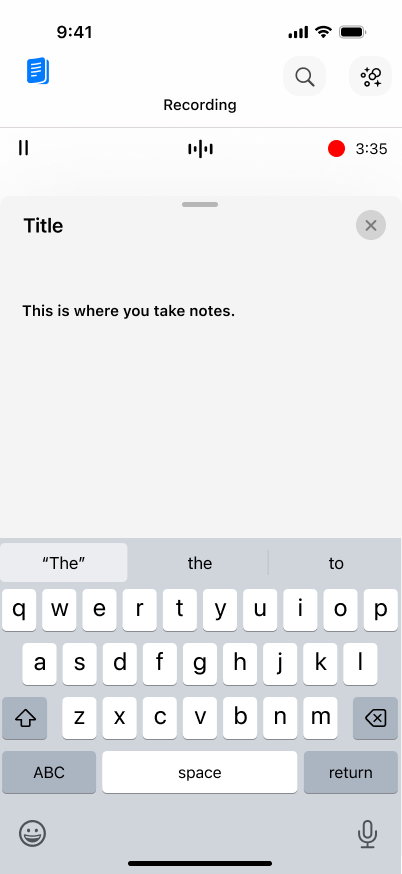 9:41
Recording
3:35
Title
This is where you take notes.
“The” the to
q w e r t y u i o p
a s d f g h j k l
z x c v b n m
ABC space return